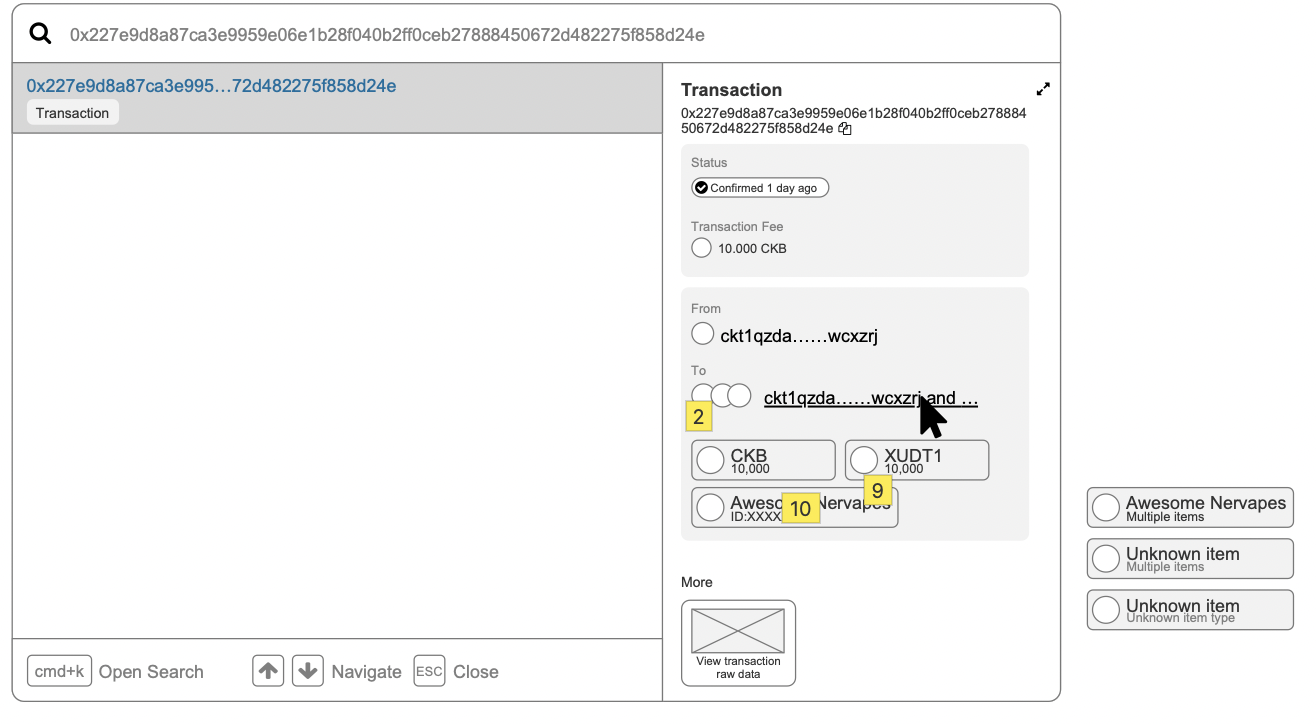 0x227e9d8a87ca3e9959e06e1b28f040b2ff0ceb27888450672d482275f858d24e
0x227e9d8a87ca3e995…72d482275f858d24e
Transaction
Transaction
0x227e9d8a87ca3e9959e06e1b28f040b2ff0ceb278884
50672d482275f858d24e
Status
Confirmed 1 day ago
Transaction Fee
10.000 CKB
From
ckt1qzda……wcxzrj
To
ckt1qzda……wcxzrj and …
2
CKB
10,000
XUDT1
10,000
9
Nervapes
10
ID:XXXX
More
View transaction
raw data
Awesome Nervapes
Multiple items
Unknown item
Multiple items
Unknown item
Unknown item type
cmd+k Open Search Navigate ESC Close